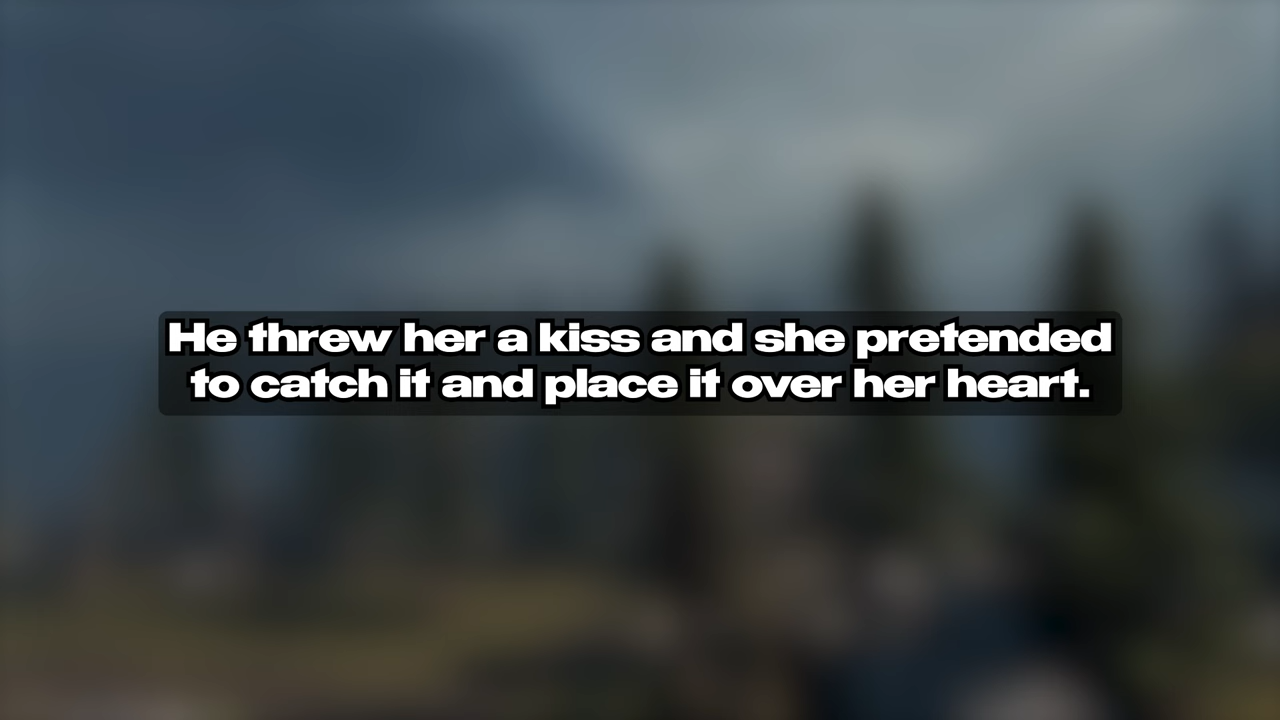 He threw her a kiss and she pretended
to catch it and place it over her heart.